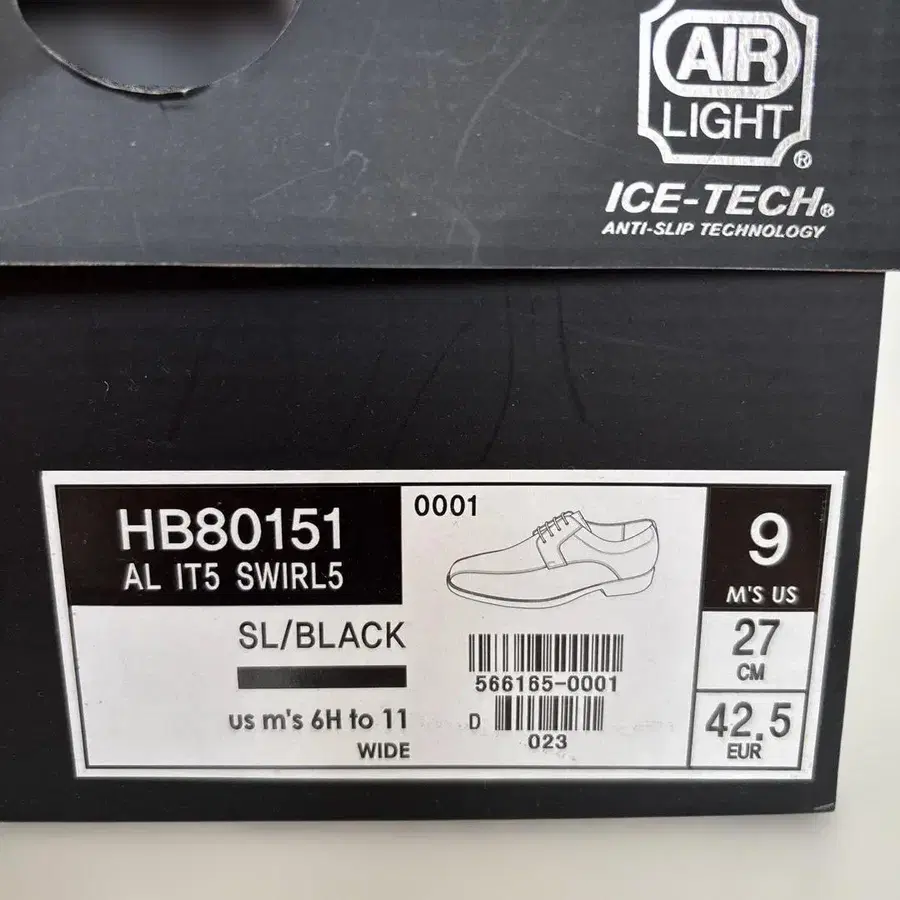 AIR
LIGHT®
ICE-TECH®
ANTI-SLIP TECHNOLOGY
HB80151
AL IT5 SWIRL5
0001
9
M'S US
SL/BLACK
27
CM
566165-0001
us m's 6H to 11
WIDE
D
023
42.5
EUR